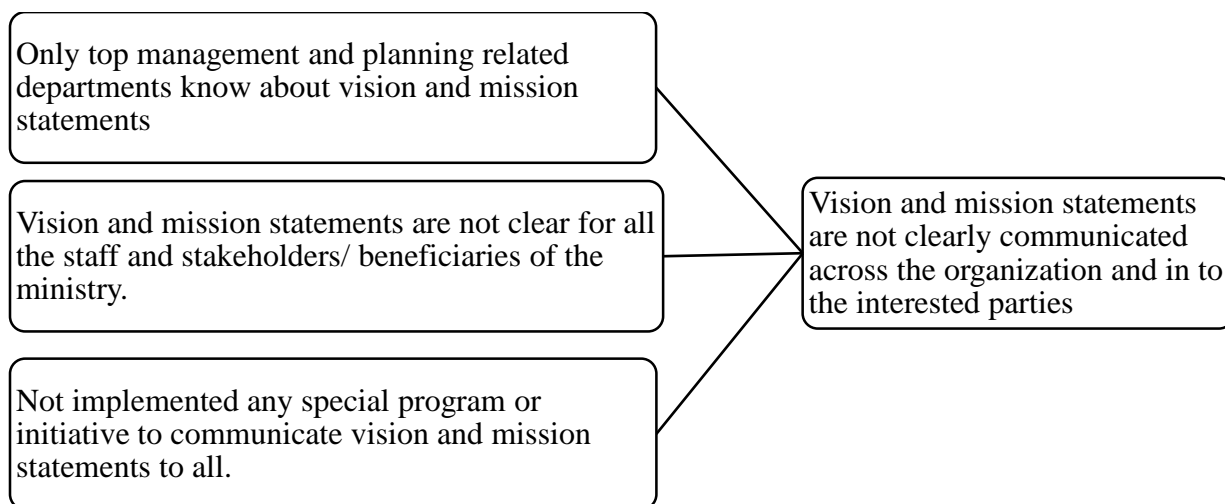 Only top management and planning related
departments know about vision and mission
statements
Vision and mission statements are not clear for all
the staff and stakeholders/ beneficiaries of the
ministry.
Not implemented any special program or
initiative to communicate vision and mission
statements to all.
Vision and mission statements
are not clearly communicated
across the organization and in to
the interested parties